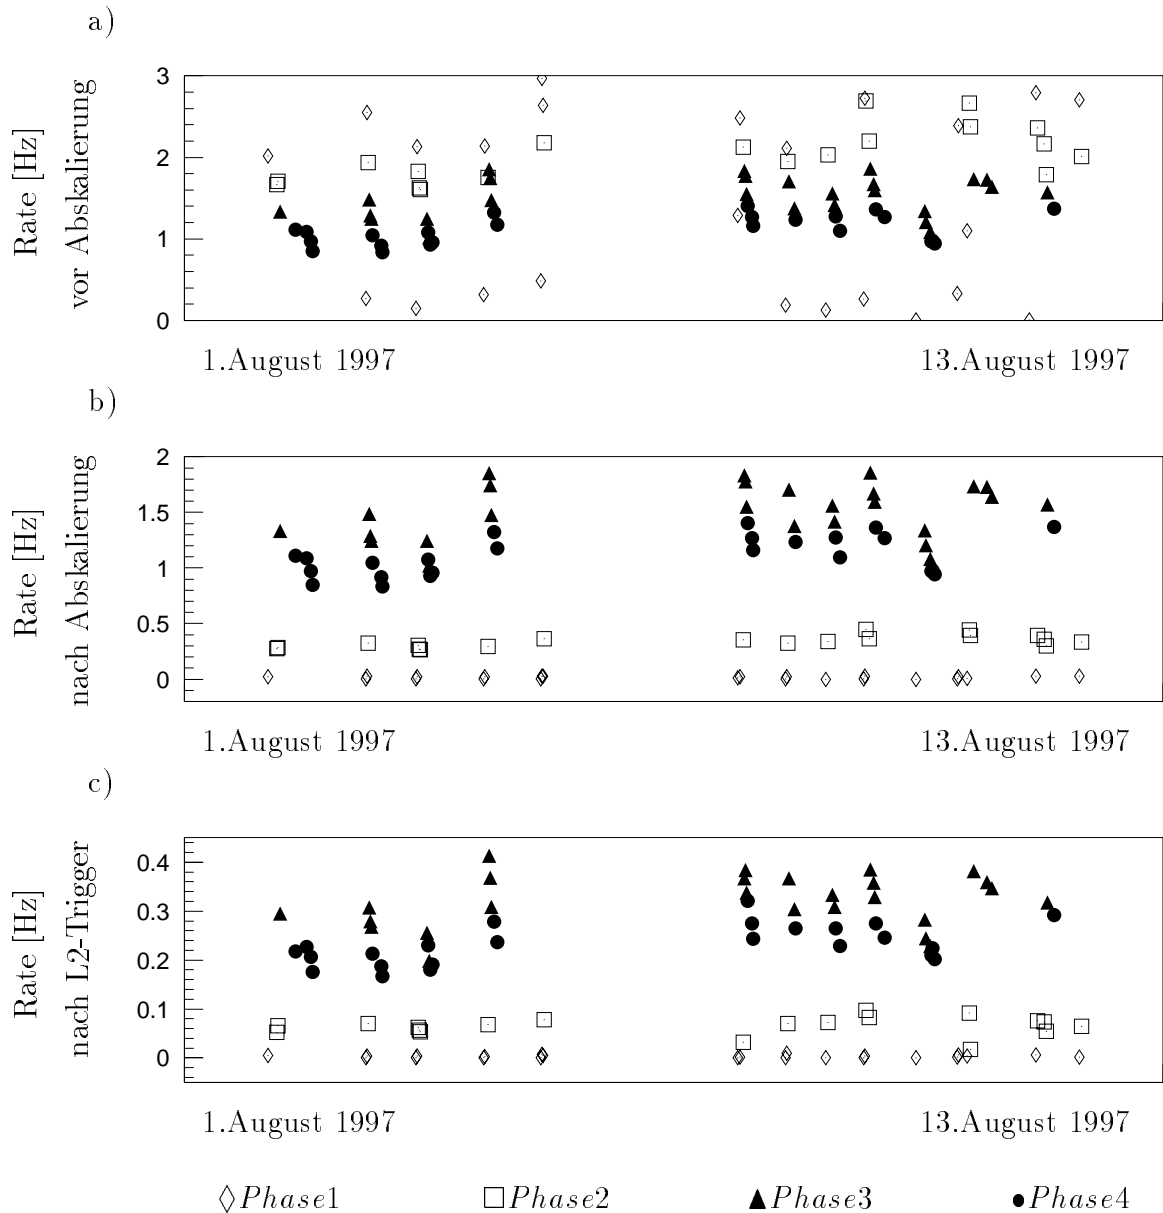 a)
Rate [Hz]
vor Abskalierung
3
2
1
0
1.August 1997
13.August 1997
b)
Rate [Hz]
nach Abskalierung
2
1.5
1
0.5
0
1.August 1997
13.August 1997
c)
Rate [Hz]
nach L2-Trigger
0.4
0.3
0.2
0.1
0
1.August 1997
13.August 1997
Phase1 Phase2 Phase3 Phase4